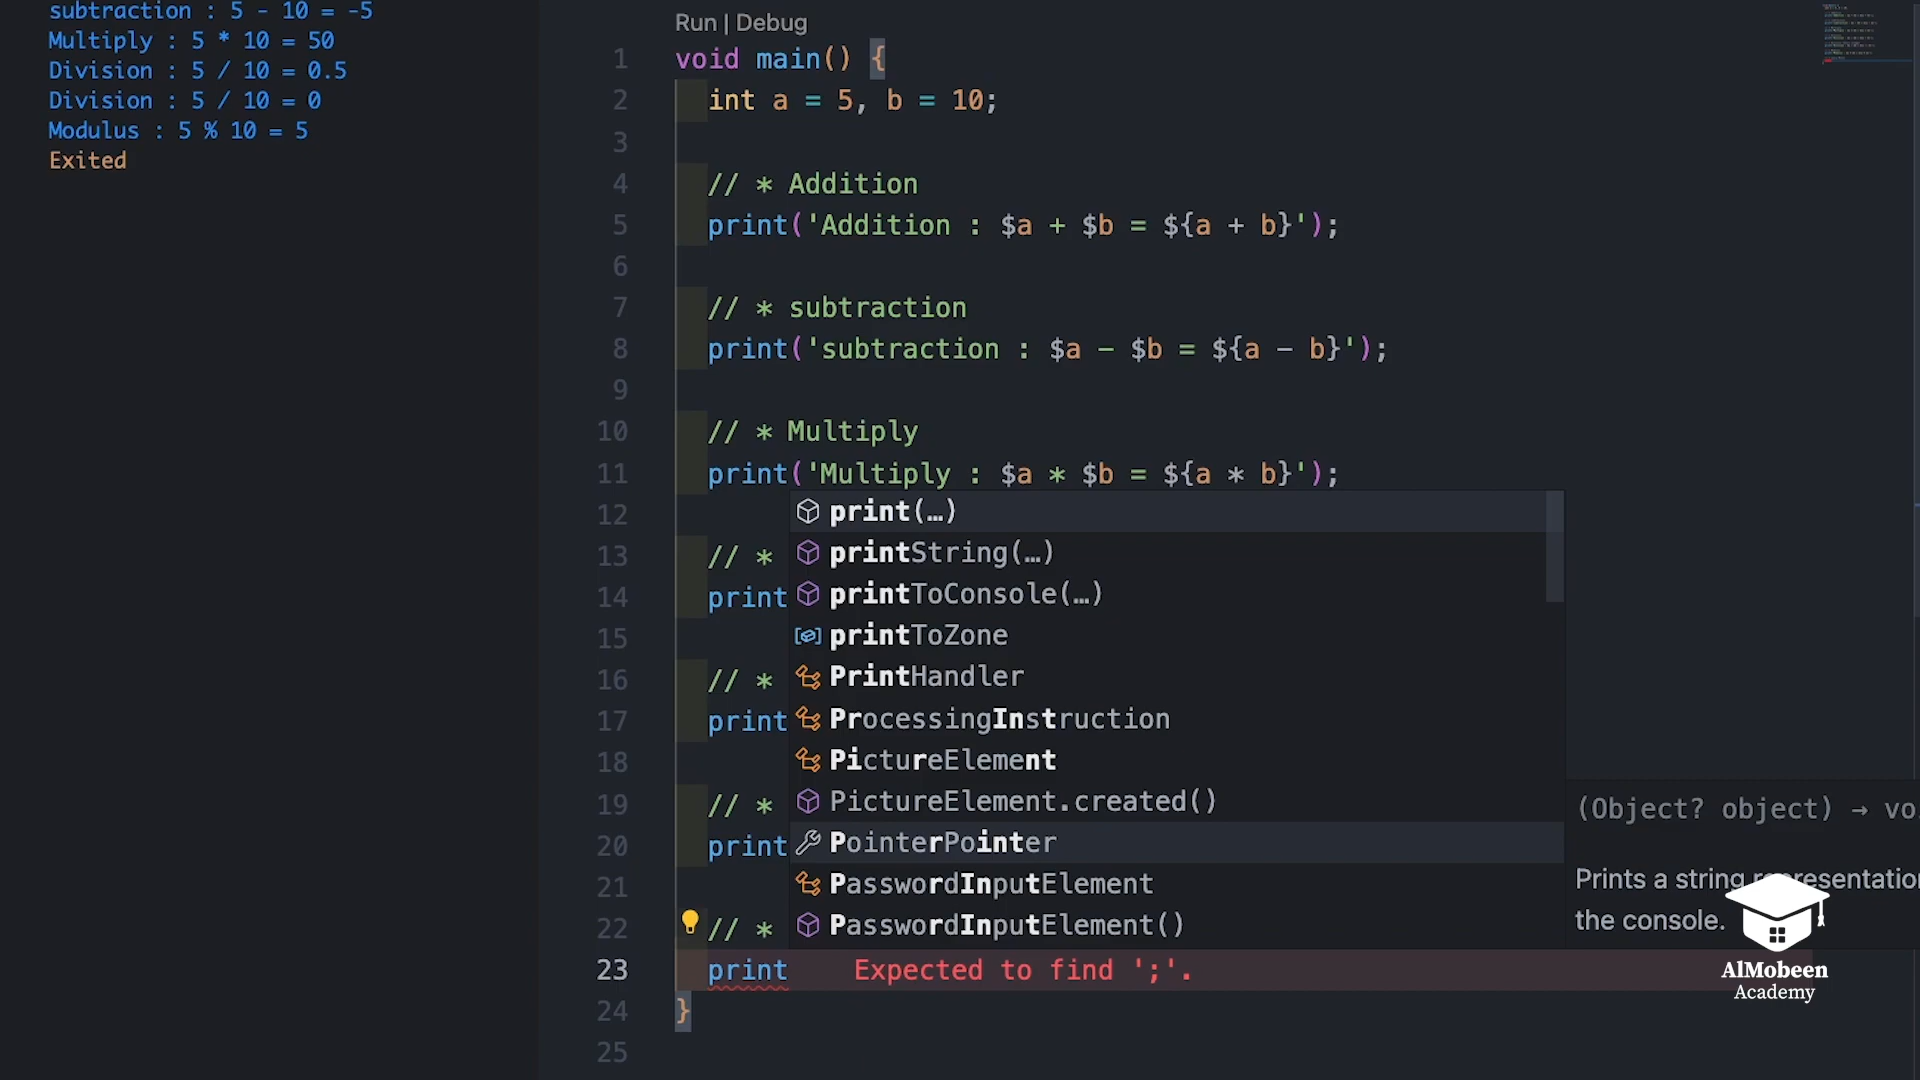 subtraction : 5 - 10 = -5
Multiply : 5 * 10 = 50
Division : 5 / 10 = 0.5
Division : 5 / 10 = 0
Modulus : 5 % 10 = 5
Exited
Run | Debug
1 void main() {
2 int a = 5, b = 10;
3
4 // * Addition
5 print('Addition : $a + $b = ${a + b}');
6
7 // * subtraction
8 print('subtraction : $a - $b = ${a - b}');
9
10 // * Multiply
11 print('Multiply : $a * $b = ${a * b}');
12
13 // *
14 print
15
16 // *
17 print
18
19 // *
20 print
21
22 // *
23 print Expected to find ';'.
24 }
25
print(…)
printString(…)
printToConsole(…)
printToZone
PrintHandler
ProcessingInstruction
PictureElement
PictureElement.created()
PointerPointer
PasswordInputElement
PasswordInputElement()
(Object? object) → vo
Prints a string representation
the console.
AlMobeen
Academy